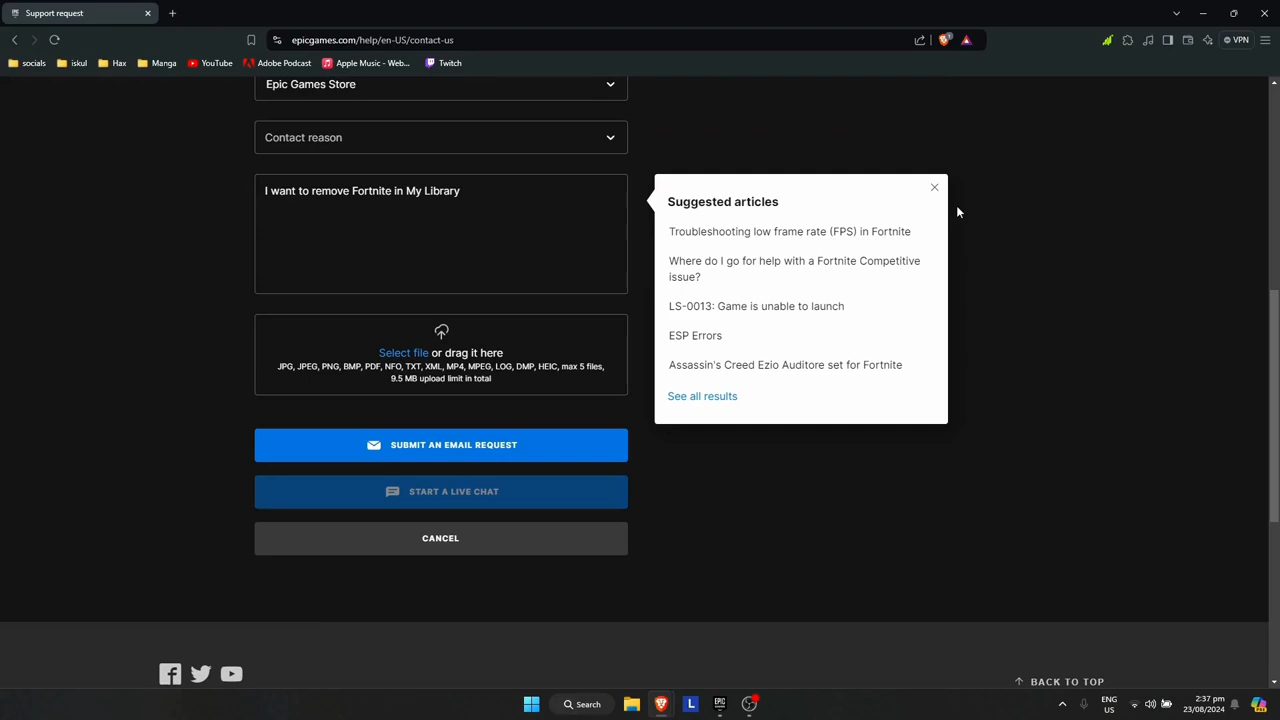 Support request
epicgames.com/help/en-US/contact-us
VPN
socials
iskul
Hax
Manga
YouTube
Adobe Podcast
Apple Music - Web...
Twitch
Epic Games Store
Contact reason
I want to remove Fortnite in My Library
Suggested articles
Troubleshooting low frame rate (FPS) in Fortnite
Where do I go for help with a Fortnite Competitive
issue?
LS-0013: Game is unable to launch
ESP Errors
Assassin's Creed Ezio Auditore set for Fortnite
See all results
Select file or drag it here
JPG, JPEG, PNG, BMP, PDF, NFO, TXT, XML, MP4, MPEG, LOG, DMP, HEIC, max 5 files,
9.5 MB upload limit in total
SUBMIT AN EMAIL REQUEST
START A LIVE CHAT
CANCEL
BACK TO TOP
Search
L
EPIC
ENG
US
2:37 pm
23/08/2024